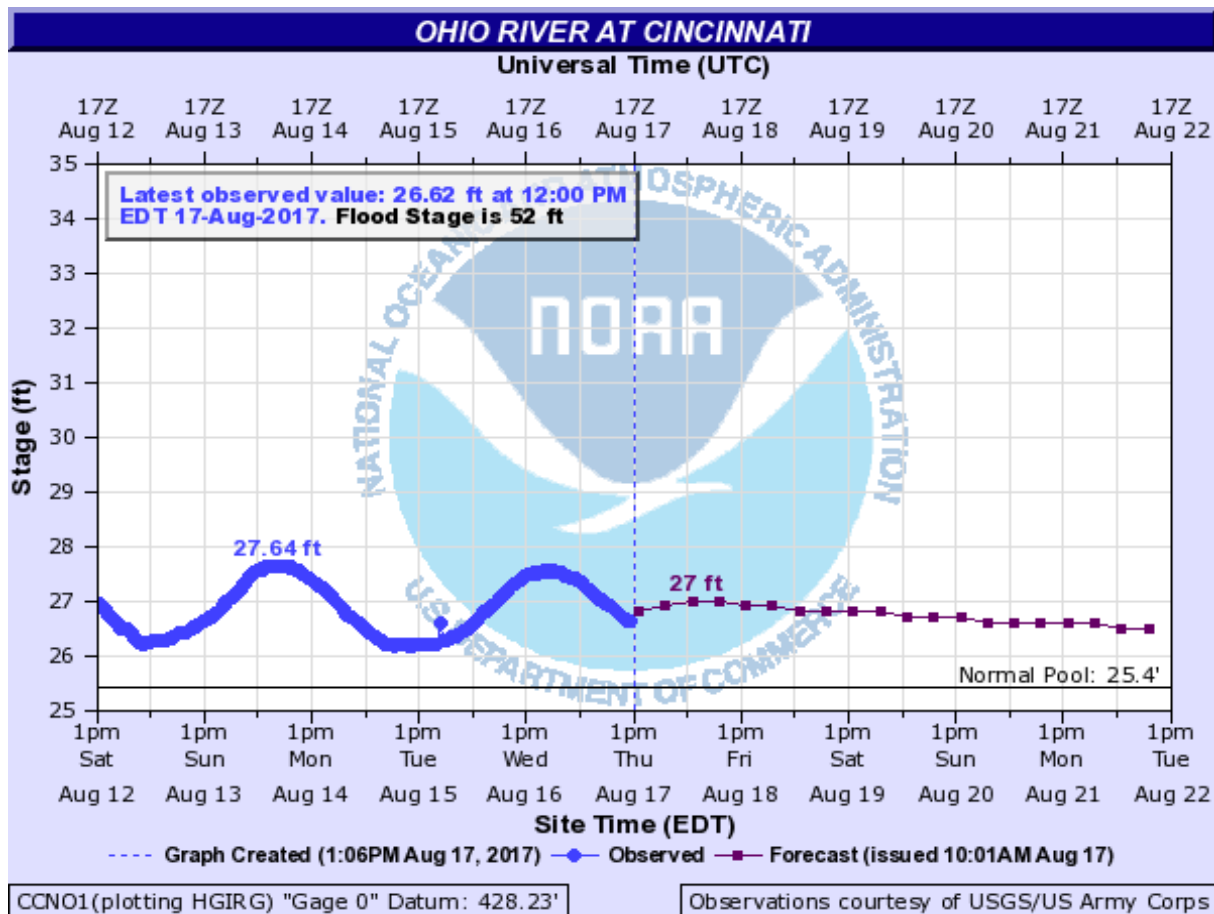 OHIO RIVER AT CINCINNATI
Universal Time (UTC)
17Z 17Z 17Z 17Z 17Z 17Z 17Z 17Z 17Z 17Z 17Z
Aug 12 Aug 13 Aug 14 Aug 15 Aug 16 Aug 17 Aug 18 Aug 19 Aug 20 Aug 21 Aug 22
Latest observed value: 26.62 ft at 12:00 PM
EDT 17-Aug-2017. Flood Stage is 52 ft
35
34
33
32
31
30
29
28
27
26
25
Stage (ft)
NATIONAL OCEANIC AND ATMOSPHERIC ADMINISTRATION
NOAA
U.S. DEPARTMENT OF COMMERCE
27.64 ft
27 ft
Normal Pool: 25.4'
1pm 1pm 1pm 1pm 1pm 1pm 1pm 1pm 1pm 1pm 1pm
Sat Sun Mon Tue Wed Thu Fri Sat Sun Mon Tue
Aug 12 Aug 13 Aug 14 Aug 15 Aug 16 Aug 17 Aug 18 Aug 19 Aug 20 Aug 21 Aug 22
Site Time (EDT)
Graph Created (1:06PM Aug 17, 2017) Observed Forecast (issued 10:01AM Aug 17)
CCNO1(plotting HGIRG) "Gage 0" Datum: 428.23'
Observations courtesy of USGS/US Army Corps